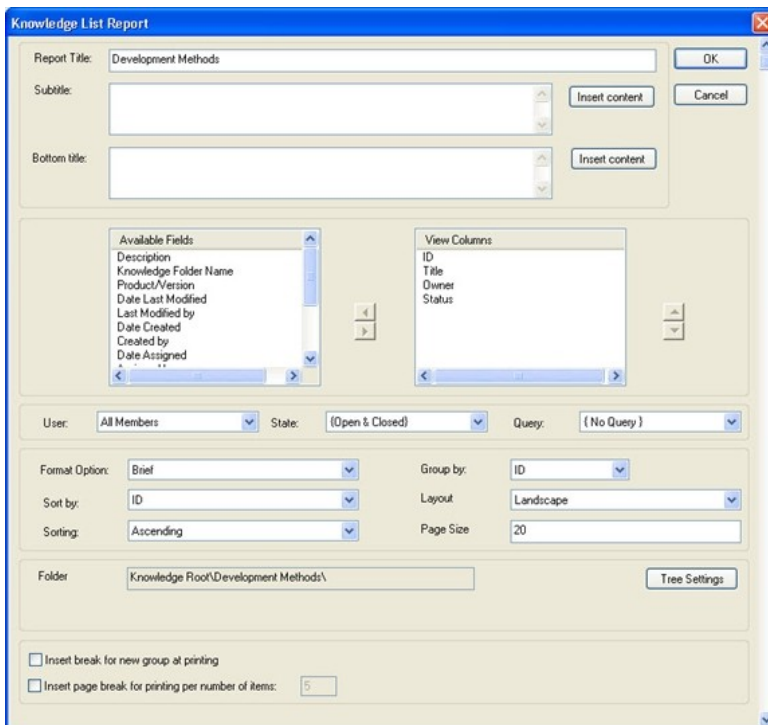 Knowledge List Report
Report Title: Development Methods OK
Subtitle: Insert content Cancel
Bottom title: Insert content
Available Fields View Columns
Description ID
Knowledge Folder Name Title
Product/Version Owner
Date Last Modified Status
Last Modified by
Date Created
Created by
Date Assigned
User: All Members State: {Open & Closed} Query: { No Query }
Format Option: Brief Group by: ID
Sort by: ID Layout Landscape
Sorting: Ascending Page Size 20
Folder Knowledge Root\Development Methods\ Tree Settings
Insert break for new group at printing
Insert page break for printing per number of items: 5